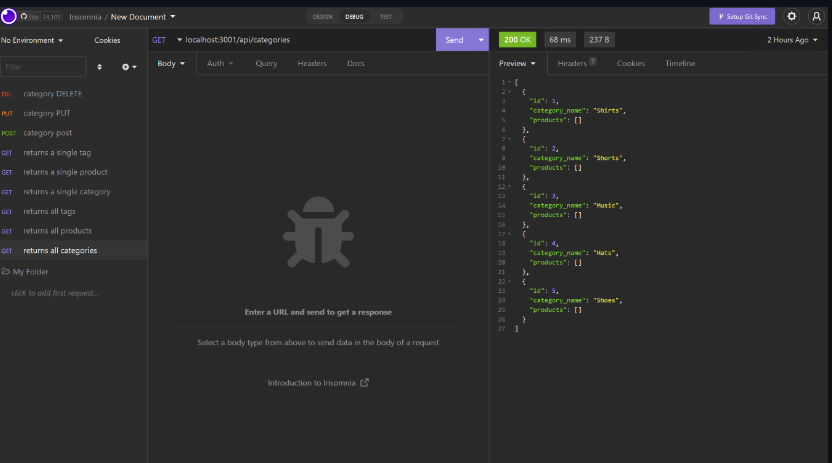 Star 24,105
Insomnia / New Document
DESIGN DEBUG TEST
Setup Git Sync
No Environment Cookies
GET localhost:3001/api/categories Send
200 OK 68 ms 237 B 2 Hours Ago
Filter
Body Auth Query Headers Docs
Preview Headers 7 Cookies Timeline
DEL category DELETE
PUT category PUT
POST category post
GET returns a single tag
GET returns a single product
GET returns a single category
GET returns all tags
GET returns all products
GET returns all categories
My Folder
click to add first request...
Enter a URL and send to get a response
Select a body type from above to send data in the body of a request
Introduction to Insomnia
1 [
2 {
3 "id": 1,
4 "category_name": "Shirts",
5 "products": []
6 },
7 {
8 "id": 2,
9 "category_name": "Shorts",
10 "products": []
11 },
12 {
13 "id": 3,
14 "category_name": "Music",
15 "products": []
16 },
17 {
18 "id": 4,
19 "category_name": "Hats",
20 "products": []
21 },
22 {
23 "id": 5,
24 "category_name": "Shoes",
25 "products": []
26 }
27 ]